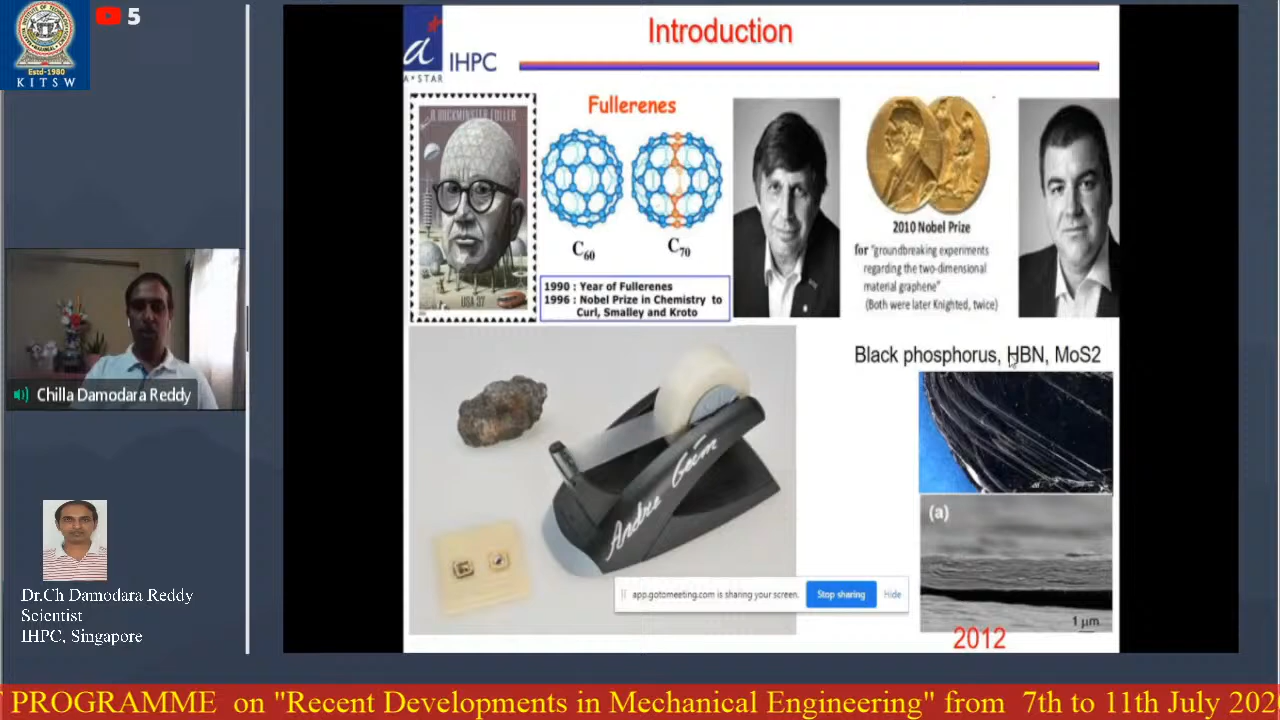 5
Estd-1980
K I T S W
A★STAR
IHPC
Introduction
Fullerenes
C60
C70
1990 : Year of Fullerenes
1996 : Nobel Prize in Chemistry to
Curl, Smalley and Kroto
USA 37
2010 Nobel Prize
for "groundbreaking experiments
regarding the two-dimensional
material graphene"
(Both were later Knighted, twice)
Black phosphorus, HBN, MoS2
Andre Geim
(a)
1 μm
2012
app.gotomeeting.com is sharing your screen.
Stop sharing
Hide
Chilla Damodara Reddy
Dr.Ch Damodara Reddy
Scientist
IHPC, Singapore
PROGRAMME on "Recent Developments in Mechanical Engineering" from 7th to 11th July 202